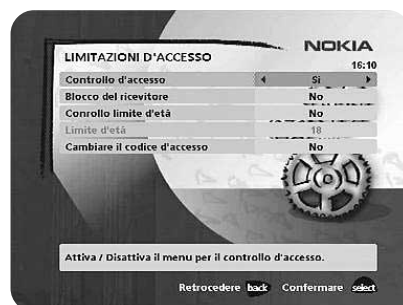 NOKIA
LIMITAZIONI D'ACCESSO
16:10
Controllo d'accesso Si
Blocco del ricevitore No
Conrollo limite d'età No
Limite d'età 18
Cambiare il codice d'accesso No
Attiva / Disattiva il menu per il controllo d'accesso.
Retrocedere back Confermare select